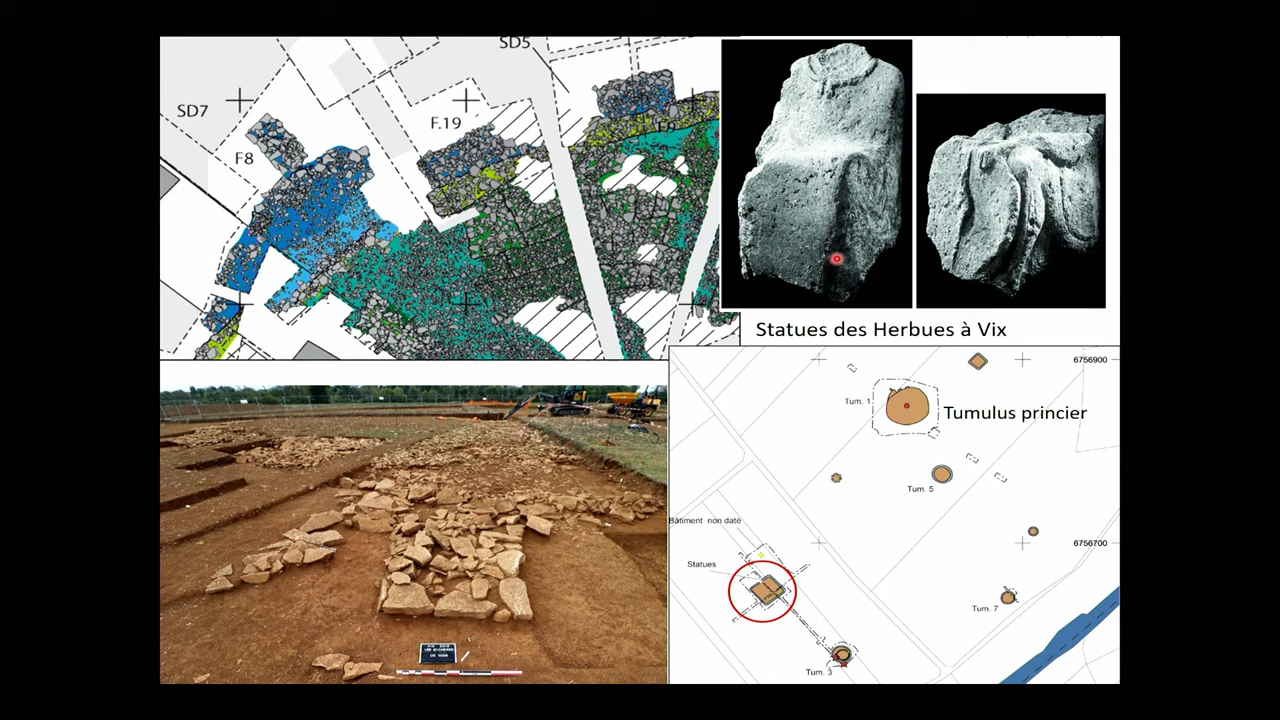 SD5
SD7
F.19
F8
Statues des Herbues à Vix
6756900
Tum. 1
Tumulus princier
Tum. 5
Bâtiment non daté
6756700
Statues
Tum. 7
Tum. 3